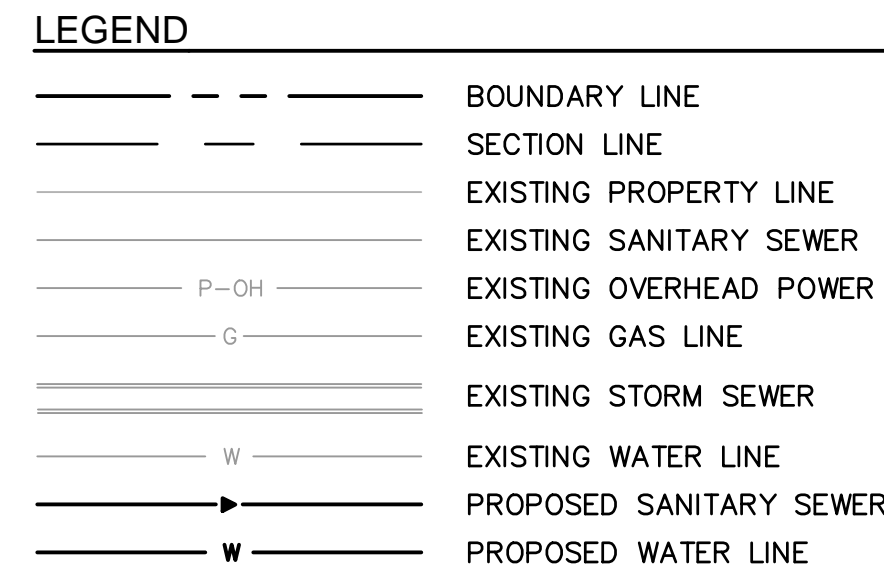 LEGEND
BOUNDARY LINE
SECTION LINE
EXISTING PROPERTY LINE
EXISTING SANITARY SEWER
P-OH EXISTING OVERHEAD POWER
G EXISTING GAS LINE
EXISTING STORM SEWER
W EXISTING WATER LINE
PROPOSED SANITARY SEWER
W PROPOSED WATER LINE